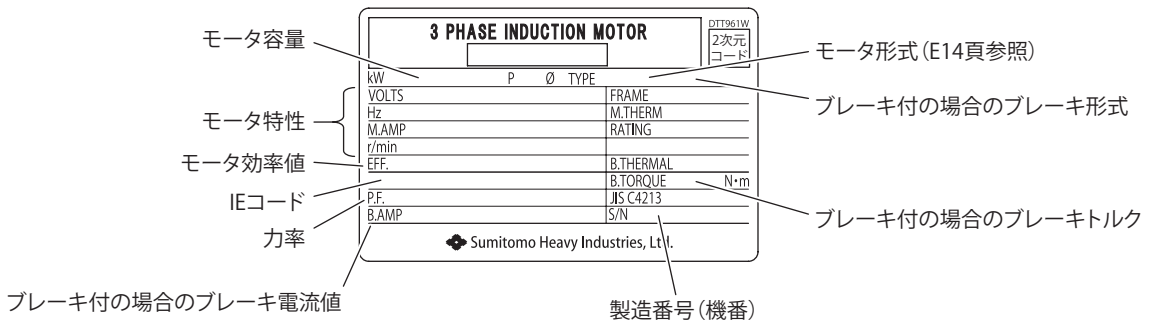 3 PHASE INDUCTION MOTOR
DTT961W
2次元
コード
kW P Ø TYPE
VOLTS FRAME
Hz M.THERM
M.AMP RATING
r/min
EFF. B.THERMAL
B.TORQUE N・m
P.F. JIS C4213
B.AMP S/N
Sumitomo Heavy Industries, Ltd.
モータ容量
モータ特性
モータ効率値
IEコード
力率
ブレーキ付の場合のブレーキ電流値
モータ形式(E14頁参照)
ブレーキ付の場合のブレーキ形式
ブレーキ付の場合のブレーキトルク
製造番号(機番)